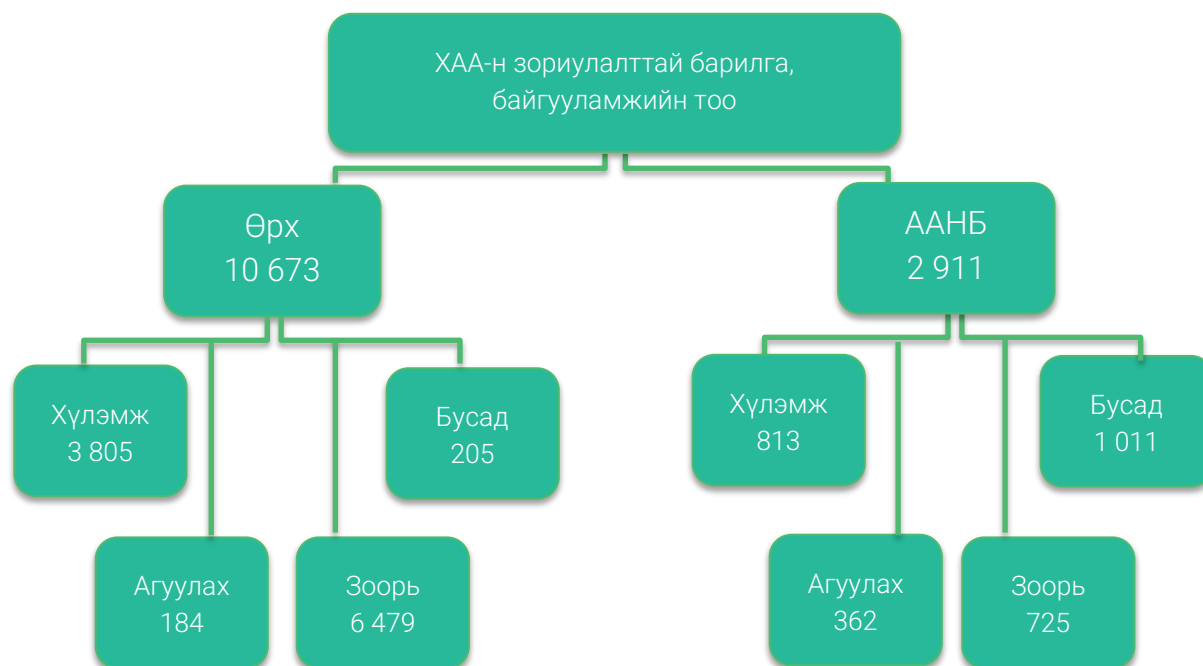 ХАА-н зориулалттай барилга,
байгууламжийн тоо
Өрх
10 673
ААНБ
2 911
Хүлэмж
3 805
Бусад
205
Хүлэмж
813
Бусад
1 011
Агуулах
184
Зоорь
6 479
Агуулах
362
Зоорь
725